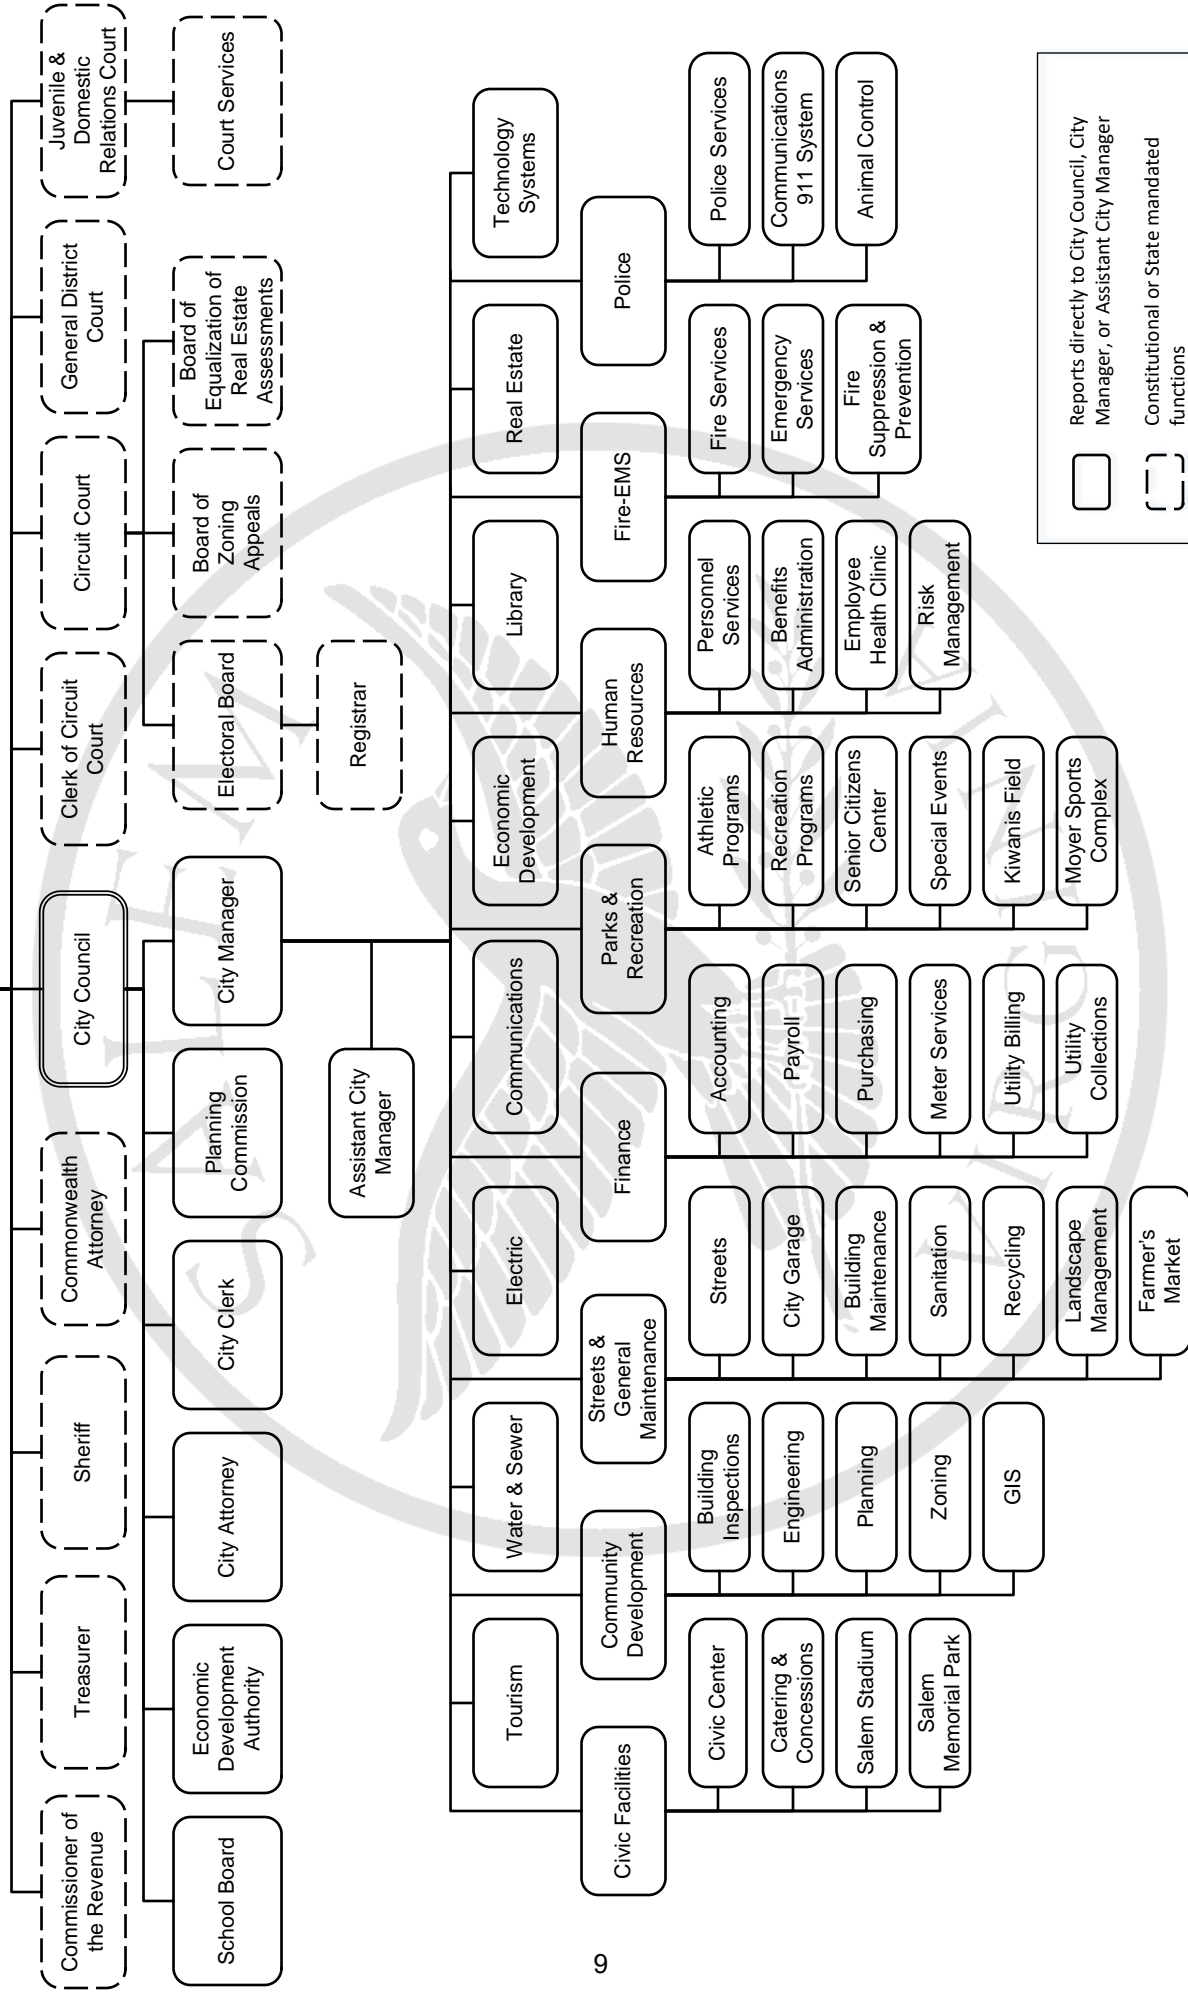 Commissioner of
the Revenue
Treasurer
Sheriff
Commonwealth
Attorney
City Council
Clerk of Circuit
Court
Circuit Court
General District
Court
Juvenile &
Domestic
Relations Court
School Board
Economic
Development
Authority
City Attorney
City Clerk
Planning
Commission
City Manager
Electoral Board
Board of
Zoning
Appeals
Board of
Equalization of
Real Estate
Assessments
Court Services
Assistant City
Manager
Registrar
Tourism
Water & Sewer
Electric
Communications
Economic
Development
Library
Real Estate
Technology
Systems
Civic Facilities
Community
Development
Streets &
General
Maintenance
Finance
Parks &
Recreation
Human
Resources
Fire-EMS
Police
Civic Center
Catering &
Concessions
Salem Stadium
Salem
Memorial Park
Building
Inspections
Engineering
Planning
Zoning
GIS
Streets
City Garage
Building
Maintenance
Sanitation
Recycling
Landscape
Management
Farmer's
Market
Accounting
Payroll
Purchasing
Meter Services
Utility Billing
Utility
Collections
Athletic
Programs
Recreation
Programs
Senior Citizens
Center
Special Events
Kiwanis Field
Moyer Sports
Complex
Personnel
Services
Benefits
Administration
Employee
Health Clinic
Risk
Management
Fire Services
Emergency
Services
Fire
Suppression &
Prevention
Police Services
Communications
911 System
Animal Control
Reports directly to City Council, City
Manager, or Assistant City Manager
Constitutional or State mandated
functions
SALEM
VIRGINIA
9